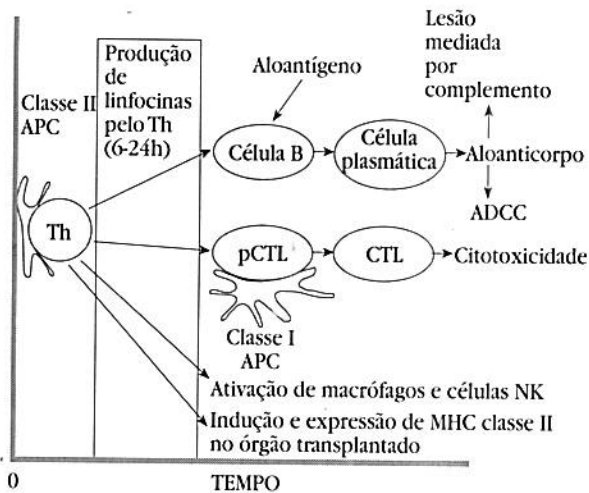 Classe II
APC
Th
Produção
de
linfocinas
pelo Th
(6-24h)
Aloantígeno
Célula B
Célula
plasmática
Aloanticorpo
Lesão
mediada
por
complemento
ADCC
pCTL
CTL
Citotoxicidade
Classe I
APC
Ativação de macrófagos e células NK
Indução e expressão de MHC classe II
no órgão transplantado
0
TEMPO